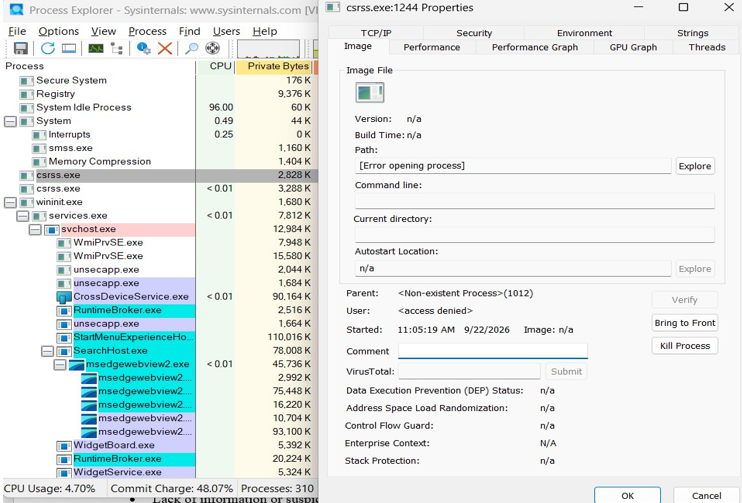 Process Explorer - Sysinternals: www.sysinternals.com [V
File Options View Process Find Users Help
Process CPU Private Bytes
Secure System 176 K
Registry 9,376 K
System Idle Process 96.00 60 K
System 0.49 44 K
Interrupts 0.25 0 K
smss.exe 1,160 K
Memory Compression 1,404 K
csrss.exe 2,828 K
csrss.exe < 0.01 3,288 K
wininit.exe 1,680 K
services.exe < 0.01 7,812 K
svchost.exe 12,984 K
WmiPrvSE.exe 7,948 K
WmiPrvSE.exe 15,580 K
unsecapp.exe 2,044 K
unsecapp.exe 1,684 K
CrossDeviceService.exe < 0.01 90,164 K
RuntimeBroker.exe 2,516 K
unsecapp.exe 1,664 K
StartMenuExperienceHo... 110,016 K
SearchHost.exe 78,008 K
msedgewebview2.exe < 0.01 45,736 K
msedgewebview2.... 2,992 K
msedgewebview2.... 75,448 K
msedgewebview2.... 16,220 K
msedgewebview2.... 10,704 K
msedgewebview2.... 93,100 K
WidgetBoard.exe 5,392 K
RuntimeBroker.exe 20,224 K
WidgetService.exe 5,324 K
CPU Usage: 4.70% Commit Charge: 48.07% Processes: 310
csrss.exe:1244 Properties
TCP/IP Security Environment Strings
Image Performance Performance Graph GPU Graph Threads
Image File
Version: n/a
Build Time: n/a
Path:
[Error opening process] Explore
Command line:
Current directory:
Autostart Location:
n/a Explore
Parent: <Non-existent Process>(1012)
User: <access denied>
Started: 11:05:19 AM 9/22/2026 Image: n/a
Verify
Bring to Front
Kill Process
Comment
VirusTotal: Submit
Data Execution Prevention (DEP) Status: n/a
Address Space Load Randomization: n/a
Control Flow Guard: n/a
Enterprise Context: N/A
Stack Protection: n/a
OK Cancel